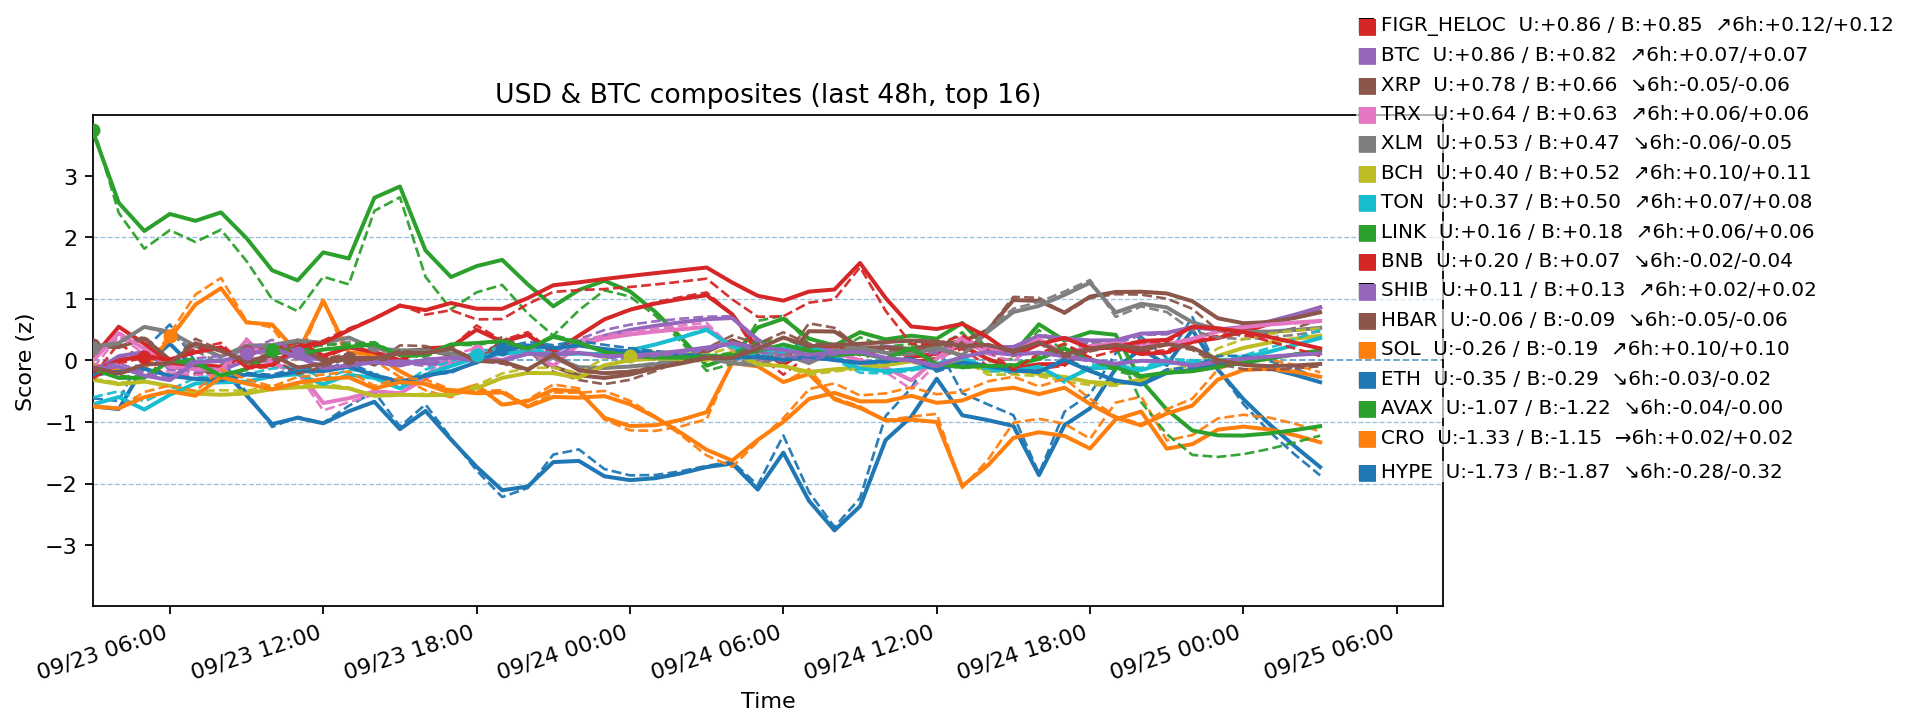 FIGR_HELOC U:+0.86 / B:+0.85 ↗6h:+0.12/+0.12
BTC U:+0.86 / B:+0.82 ↗6h:+0.07/+0.07
XRP U:+0.78 / B:+0.66 ↘6h:-0.05/-0.06
TRX U:+0.64 / B:+0.63 ↗6h:+0.06/+0.06
XLM U:+0.53 / B:+0.47 ↘6h:-0.06/-0.05
BCH U:+0.40 / B:+0.52 ↗6h:+0.10/+0.11
TON U:+0.37 / B:+0.50 ↗6h:+0.07/+0.08
LINK U:+0.16 / B:+0.18 ↗6h:+0.06/+0.06
BNB U:+0.20 / B:+0.07 ↘6h:-0.02/-0.04
SHIB U:+0.11 / B:+0.13 ↗6h:+0.02/+0.02
HBAR U:-0.06 / B:-0.09 ↘6h:-0.05/-0.06
SOL U:-0.26 / B:-0.19 ↗6h:+0.10/+0.10
ETH U:-0.35 / B:-0.29 ↘6h:-0.03/-0.02
AVAX U:-1.07 / B:-1.22 ↘6h:-0.04/-0.00
CRO U:-1.33 / B:-1.15 →6h:+0.02/+0.02
HYPE U:-1.73 / B:-1.87 ↘6h:-0.28/-0.32
USD & BTC composites (last 48h, top 16)
Score (z)
3
2
1
0
−1
−2
−3
09/23 06:00
09/23 12:00
09/23 18:00
09/24 00:00
09/24 06:00
09/24 12:00
09/24 18:00
09/25 00:00
09/25 06:00
Time